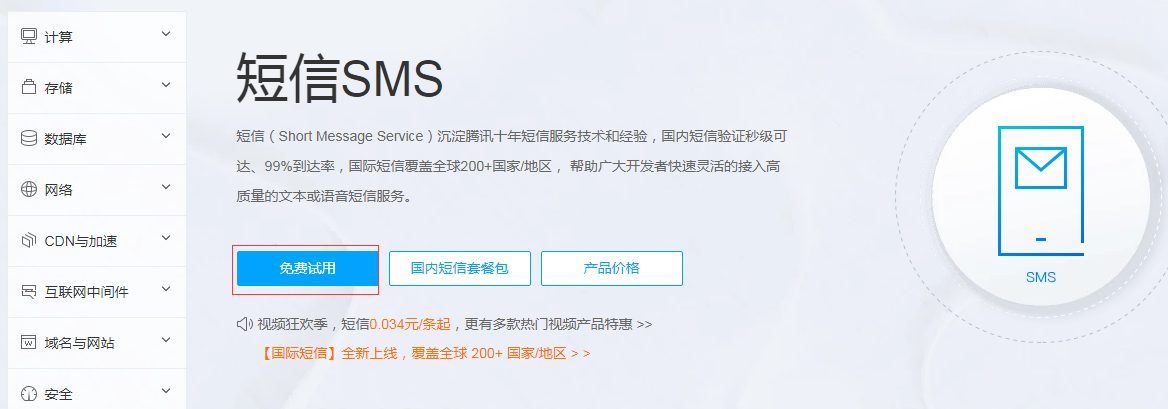 计算
存储
数据库
网络
CDN与加速
互联网中间件
域名与网站
安全
短信SMS
短信（Short Message Service）沉淀腾讯十年短信服务技术和经验，国内短信验证秒级可
达、99%到达率，国际短信覆盖全球200+国家/地区， 帮助广大开发者快速灵活的接入高
质量的文本或语音短信服务。
免费试用
国内短信套餐包
产品价格
视频狂欢季，短信0.034元/条起，更有多款热门视频产品特惠 >>
【国际短信】全新上线，覆盖全球 200+ 国家/地区 > >
SMS